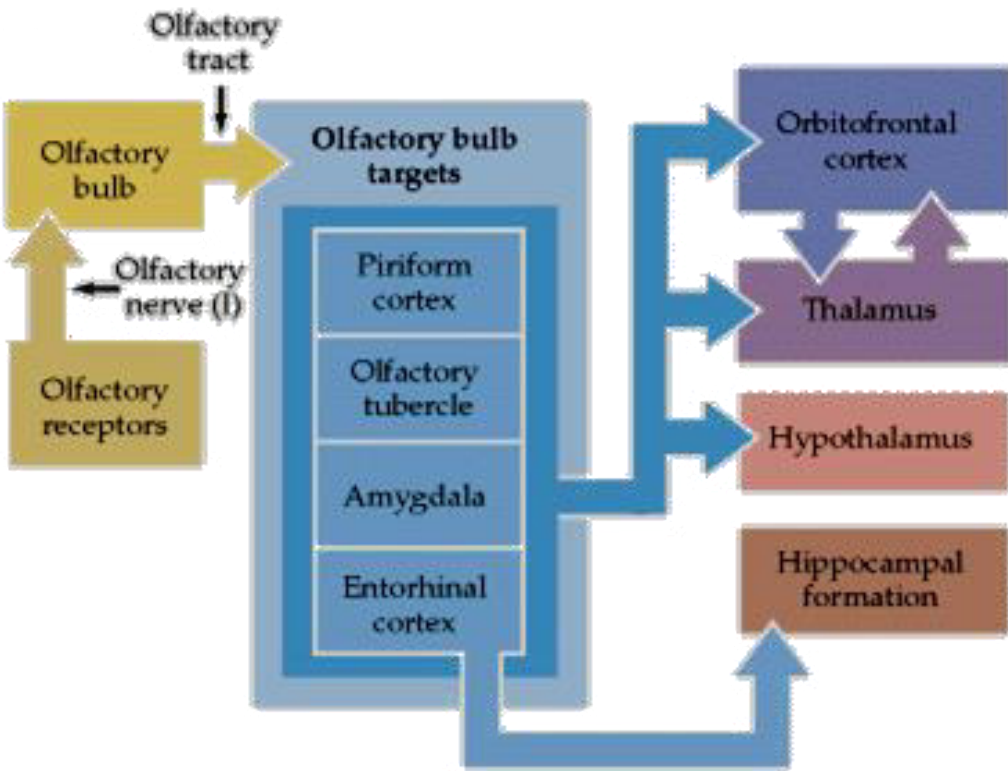 Olfactory
tract
Olfactory
bulb
Olfactory
nerve (I)
Olfactory
receptors
Olfactory bulb
targets
Piriform
cortex
Olfactory
tubercle
Amygdala
Entorhinal
cortex
Orbitofrontal
cortex
Thalamus
Hypothalamus
Hippocampal
formation